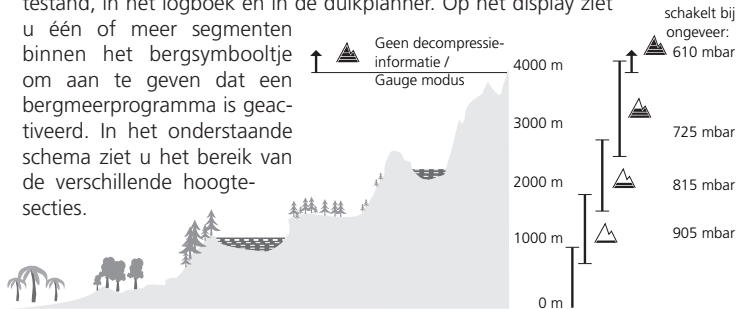 testand, in het logboek en in de duikplanner. Op het display ziet
u één of meer segmenten
binnen het bergsymbooltje
om aan te geven dat een
bergmeerprogramma is geac-
tiveerd. In het onderstaande
schema ziet u het bereik van
de verschillende hoogte-
secties.
Geen decompressie-
informatie /
Gauge modus
4000 m
3000 m
2000 m
1000 m
0 m
schakelt bij
ongeveer:
610 mbar
725 mbar
815 mbar
905 mbar